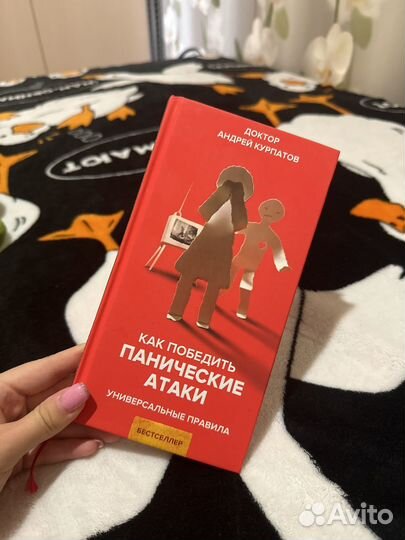 ДОКТОР
АНДРЕЙ КУРПАТОВ
КАК ПОБЕДИТЬ
ПАНИЧЕСКИЕ
АТАКИ
УНИВЕРСАЛЬНЫЕ ПРАВИЛА
БЕСТСЕЛЛЕР
Avito